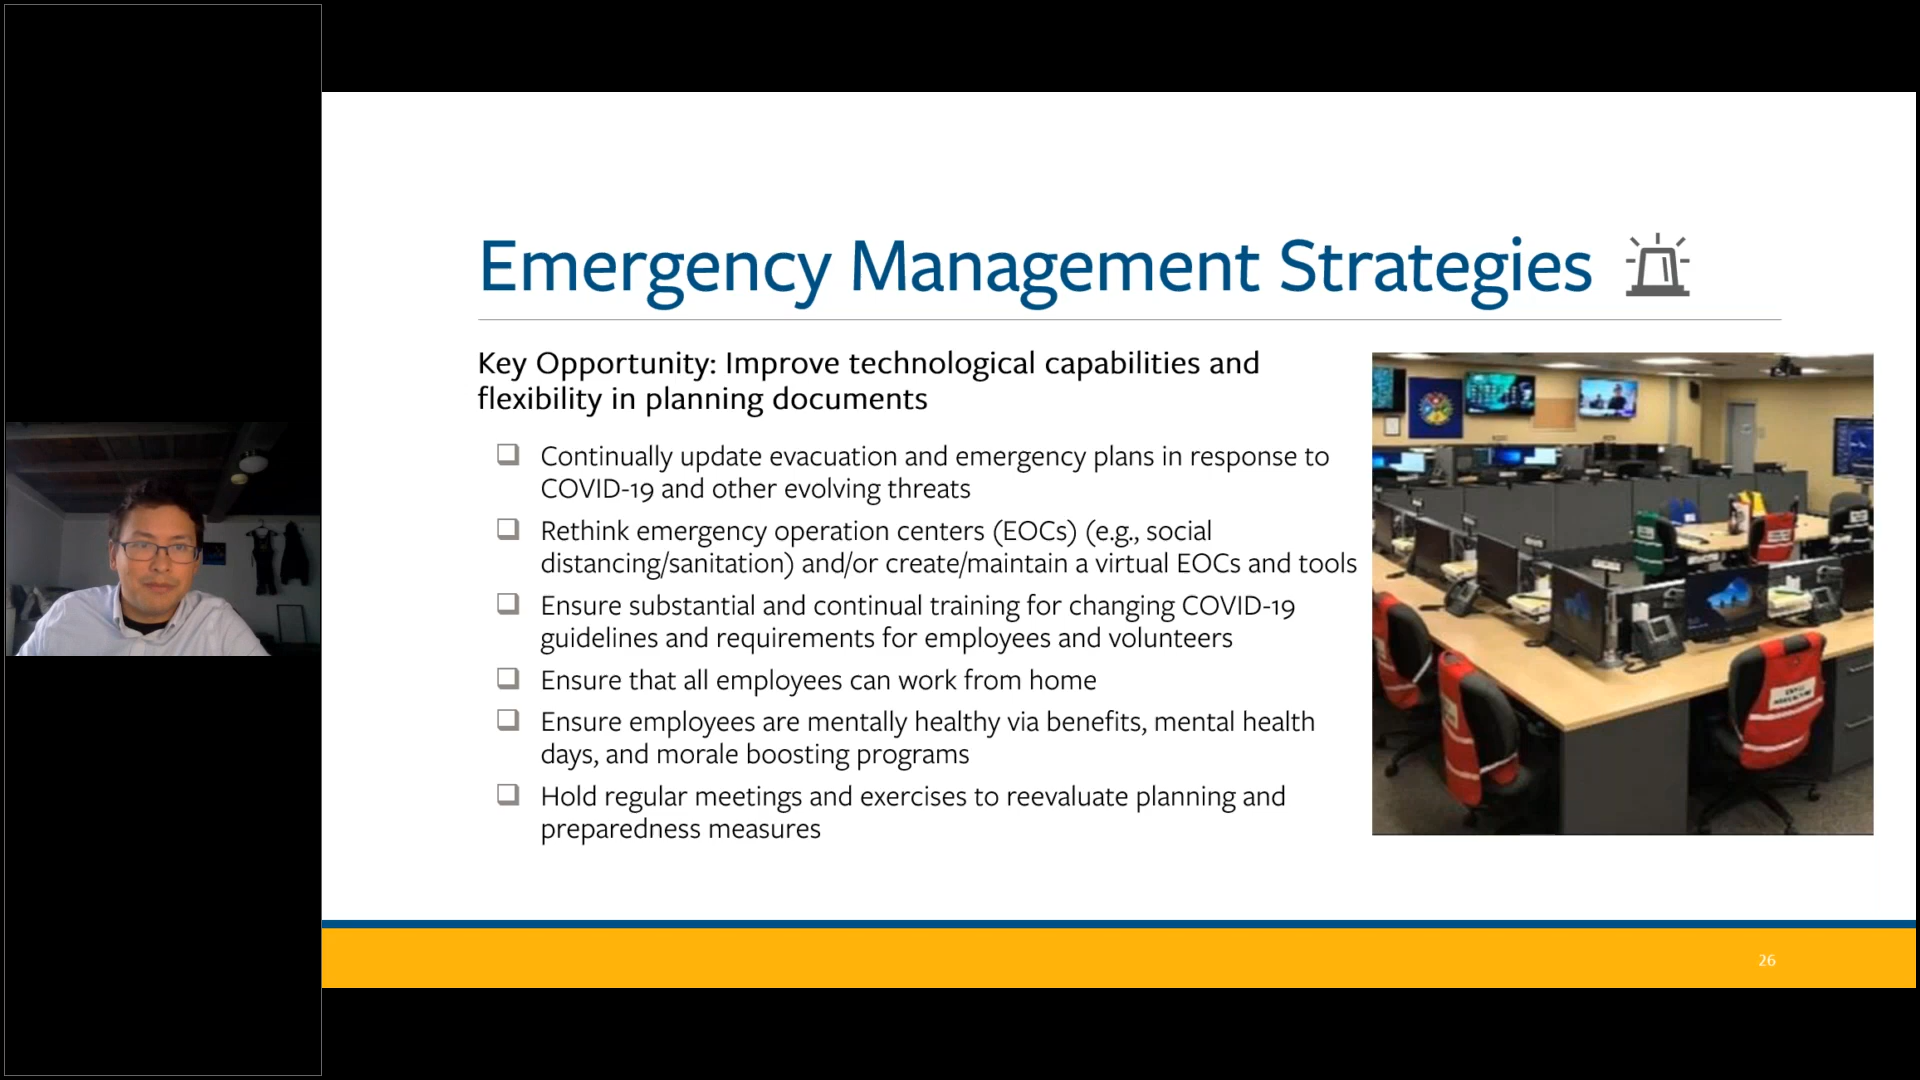 Emergency Management Strategies
Key Opportunity: Improve technological capabilities and
flexibility in planning documents
Continually update evacuation and emergency plans in response to
COVID-19 and other evolving threats
Rethink emergency operation centers (EOCs) (e.g., social
distancing/sanitation) and/or create/maintain a virtual EOCs and tools
Ensure substantial and continual training for changing COVID-19
guidelines and requirements for employees and volunteers
Ensure that all employees can work from home
Ensure employees are mentally healthy via benefits, mental health
days, and morale boosting programs
Hold regular meetings and exercises to reevaluate planning and
preparedness measures
26